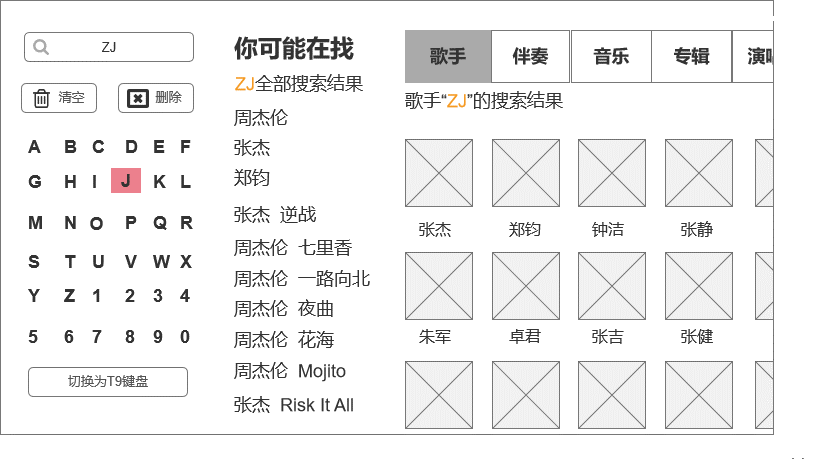 ZJ
清空 删除
A B C D E F
G H I J K L
M N O P Q R
S T U V W X
Y Z 1 2 3 4
5 6 7 8 9 0
切换为T9键盘
你可能在找
ZJ全部搜索结果
周杰伦
张杰
郑钧
张杰 逆战
周杰伦 七里香
周杰伦 一路向北
周杰伦 夜曲
周杰伦 花海
周杰伦 Mojito
张杰 Risk It All
歌手 伴奏 音乐 专辑 演
歌手“ZJ”的搜索结果
张杰 郑钧 钟洁 张静
朱军 卓君 张吉 张健